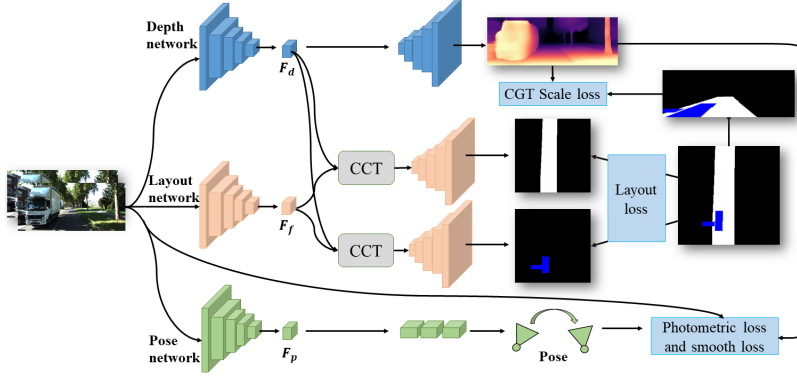 Depth
network
F_d
CGT Scale loss
CCT
Layout
network
Layout
loss
F_f
CCT
Pose
network
F_p
Pose
Photometric loss
and smooth loss